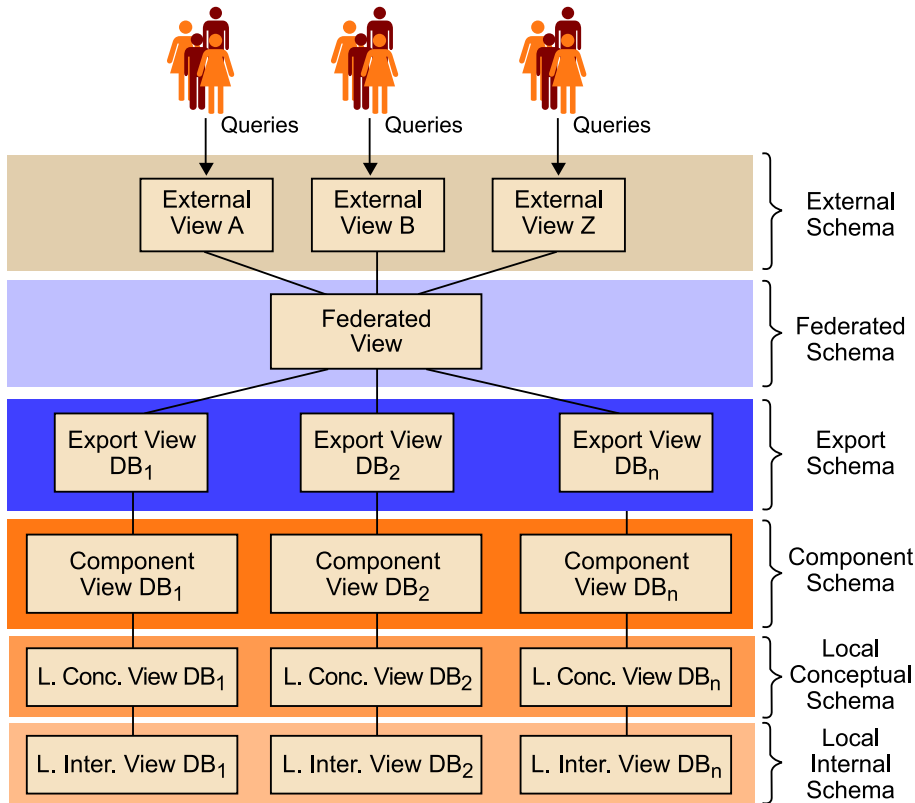 Queries
Queries
Queries
External
View A
External
View B
External
View Z
External
Schema
Federated
View
Federated
Schema
Export View
DB₁
Export View
DB₂
Export View
DBₙ
Export
Schema
Component
View DB₁
Component
View DB₂
Component
View DBₙ
Component
Schema
L. Conc. View DB₁
L. Conc. View DB₂
L. Conc. View DBₙ
Local
Conceptual
Schema
L. Inter. View DB₁
L. Inter. View DB₂
L. Inter. View DBₙ
Local
Internal
Schema